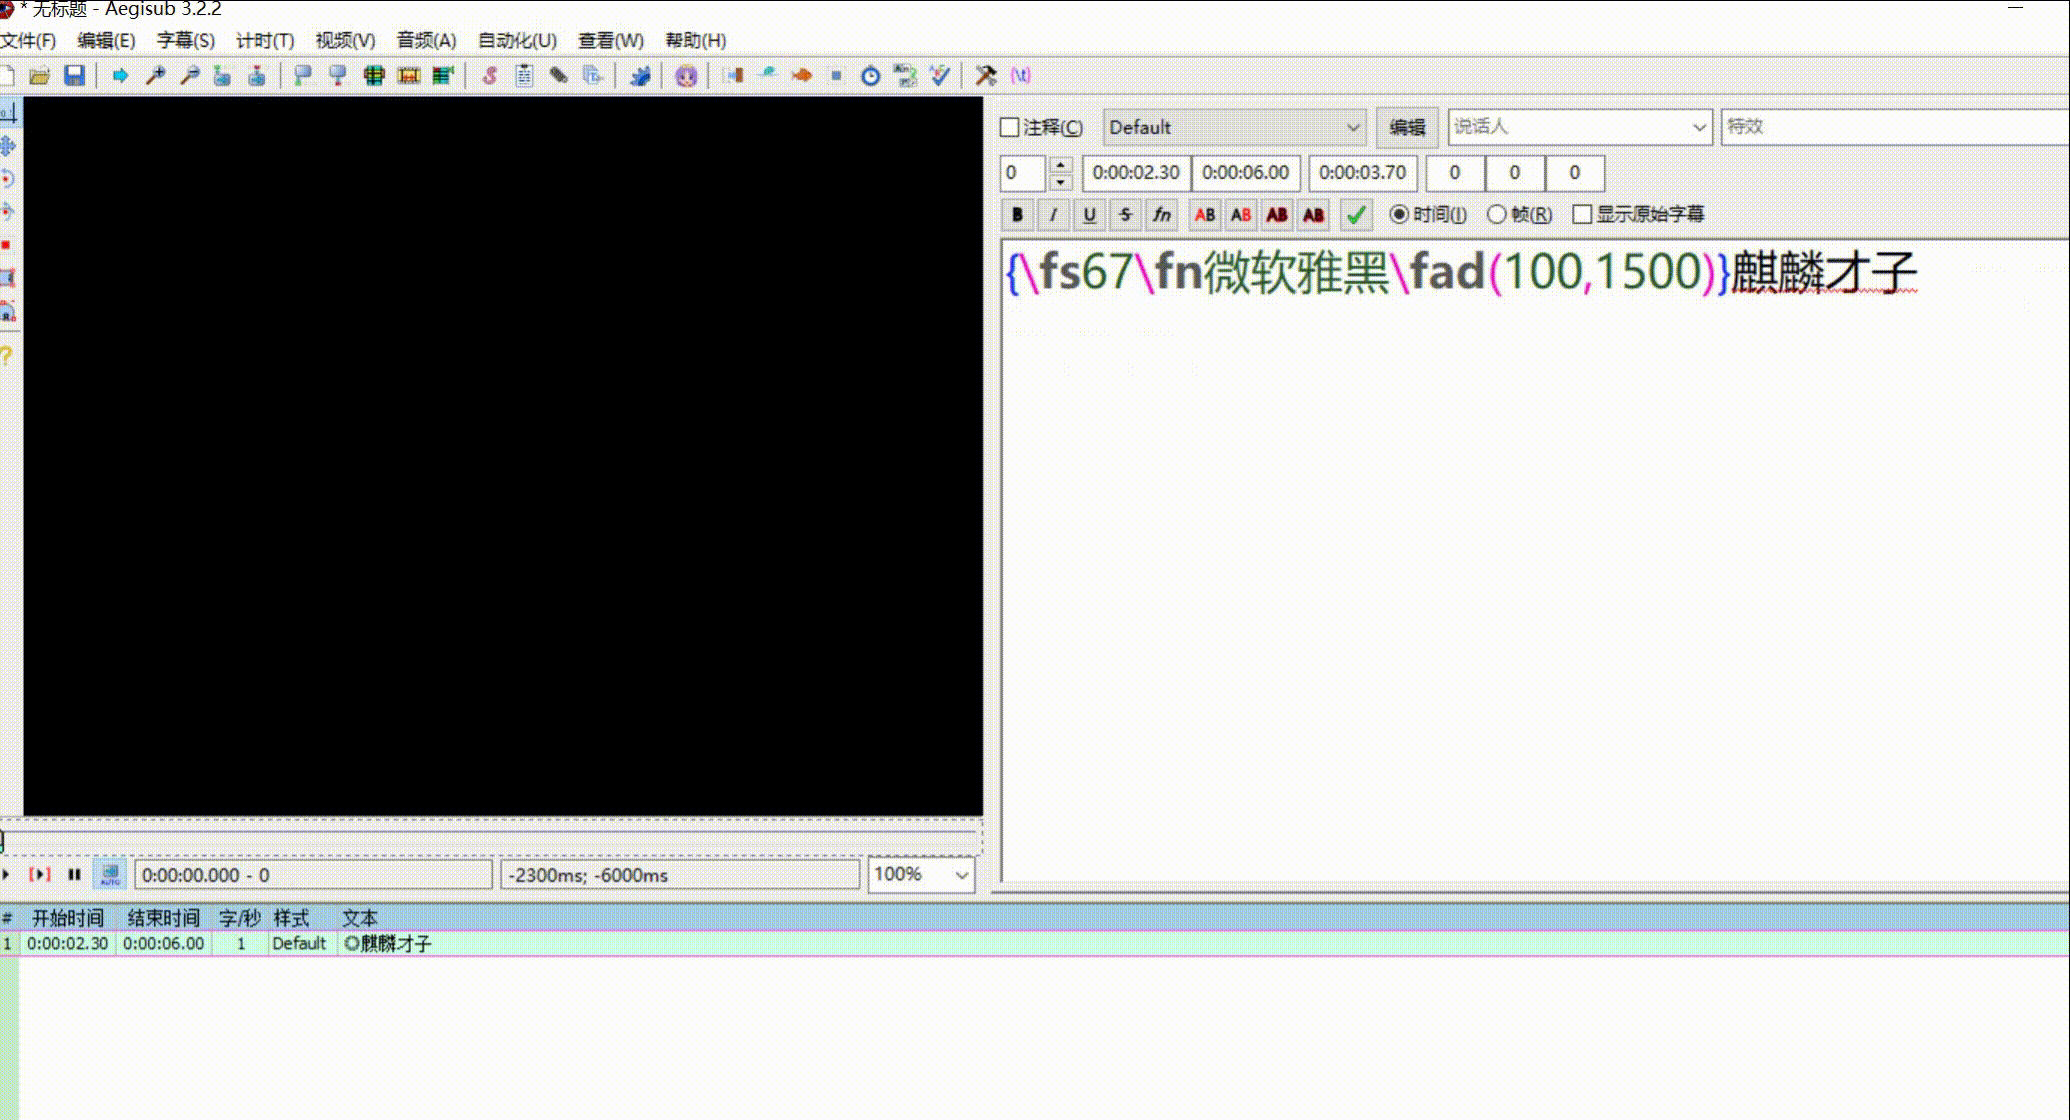 * 无标题 - Aegisub 3.2.2
文件(F) 编辑(E) 字幕(S) 计时(T) 视频(V) 音频(A) 自动化(U) 查看(W) 帮助(H)
注释(C) Default 编辑 说话人 特效
0 0:00:02.30 0:00:06.00 0:00:03.70 0 0 0
B I U S fn AB AB AB AB 时间(I) 帧(R) 显示原始字幕
{\fs67\fn微软雅黑\fad(100,1500)}麒麟才子
AUTO 0:00:00.000 - 0 -2300ms; -6000ms 100%
# 开始时间 结束时间 字/秒 样式 文本
1 0:00:02.30 0:00:06.00 1 Default ◎麒麟才子